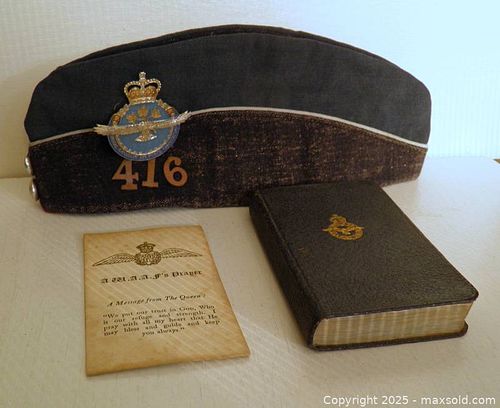 416
A W.A.A.F's Prayer
A Message from The Queen:
"We put our trust in God, Who
is our refuge and strength. I
pray with all my heart that He
may bless and guide and keep
you always."
Copyright © 2025 - maxsold.com